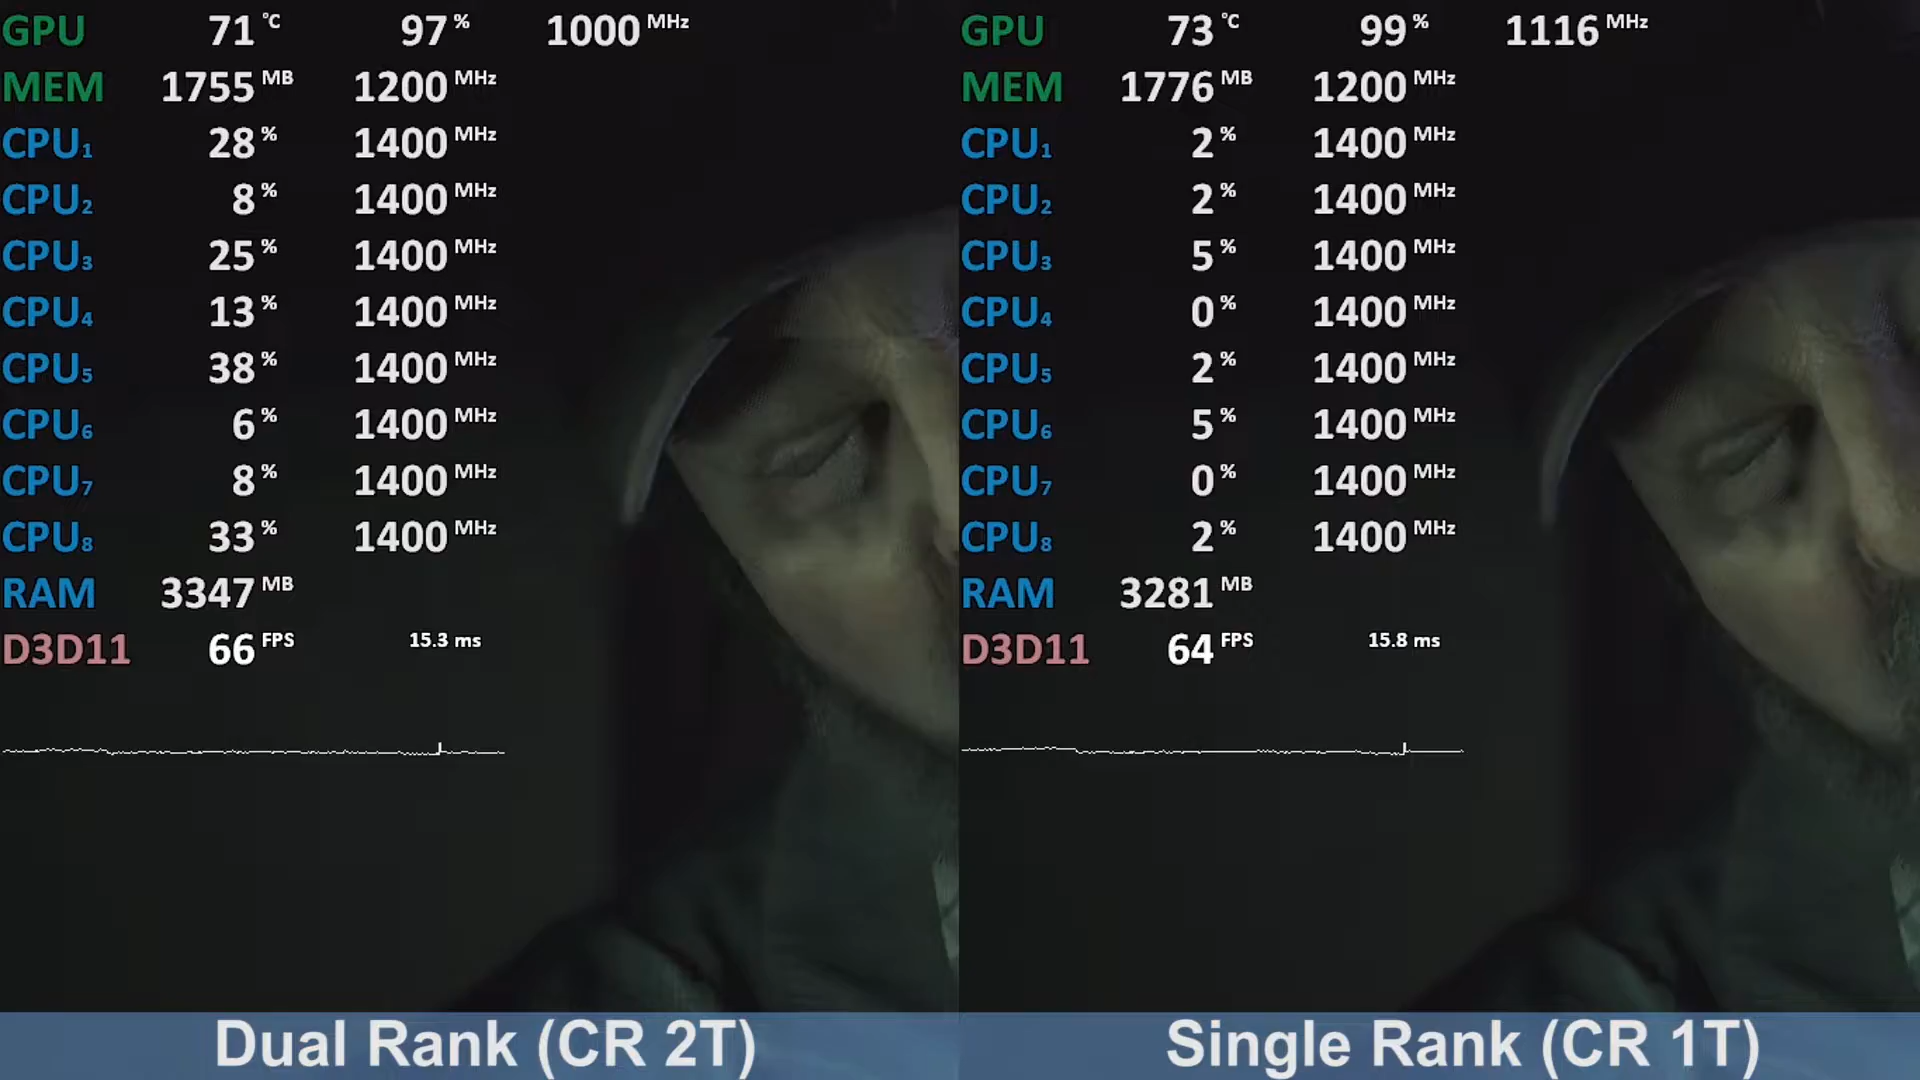 GPU 71 °C 97 % 1000 MHz
MEM 1755 MB 1200 MHz
CPU1 28 % 1400 MHz
CPU2 8 % 1400 MHz
CPU3 25 % 1400 MHz
CPU4 13 % 1400 MHz
CPU5 38 % 1400 MHz
CPU6 6 % 1400 MHz
CPU7 8 % 1400 MHz
CPU8 33 % 1400 MHz
RAM 3347 MB
D3D11 66 FPS 15.3 ms
Dual Rank (CR 2T)
GPU 73 °C 99 % 1116 MHz
MEM 1776 MB 1200 MHz
CPU1 2 % 1400 MHz
CPU2 2 % 1400 MHz
CPU3 5 % 1400 MHz
CPU4 0 % 1400 MHz
CPU5 2 % 1400 MHz
CPU6 5 % 1400 MHz
CPU7 0 % 1400 MHz
CPU8 2 % 1400 MHz
RAM 3281 MB
D3D11 64 FPS 15.8 ms
Single Rank (CR 1T)